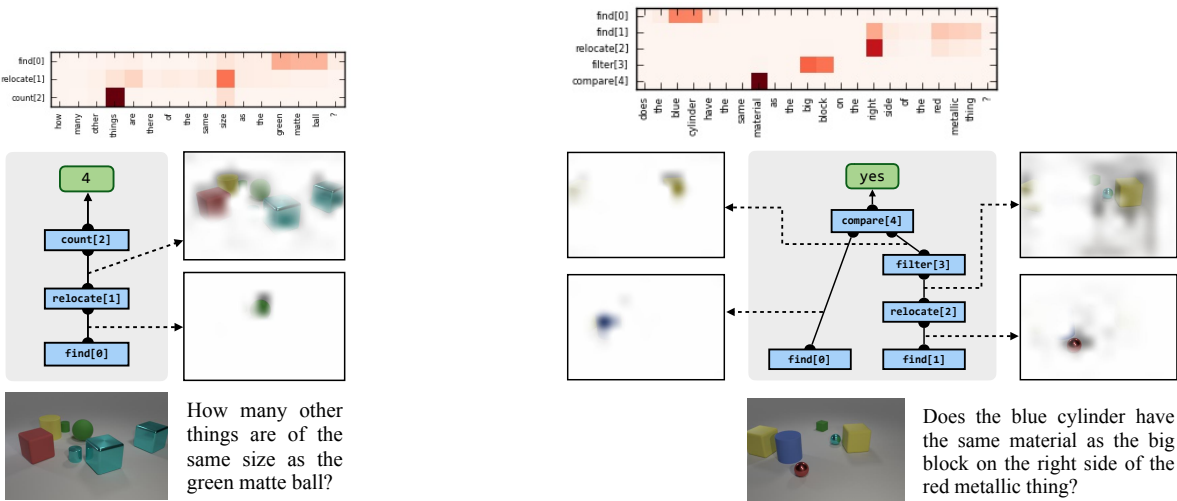 find[0]
relocate[1]
count[2]
how many other things are there of the same size as the green matte ball ?
4
count[2]
relocate[1]
find[0]
How many other
things are of the
same size as the
green matte ball?
find[0]
find[1]
relocate[2]
filter[3]
compare[4]
does the blue cylinder have the same material as the big block on the right side of the red metallic thing ?
yes
compare[4]
filter[3]
relocate[2]
find[0]
find[1]
Does the blue cylinder have
the same material as the big
block on the right side of the
red metallic thing?